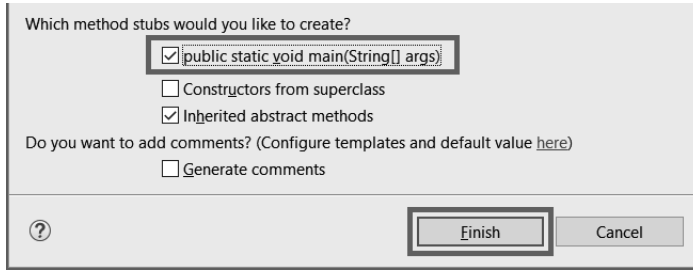 Which method stubs would you like to create?
public static void main(String[] args)
Constructors from superclass
Inherited abstract methods
Do you want to add comments? (Configure templates and default value here)
Generate comments
? Finish Cancel